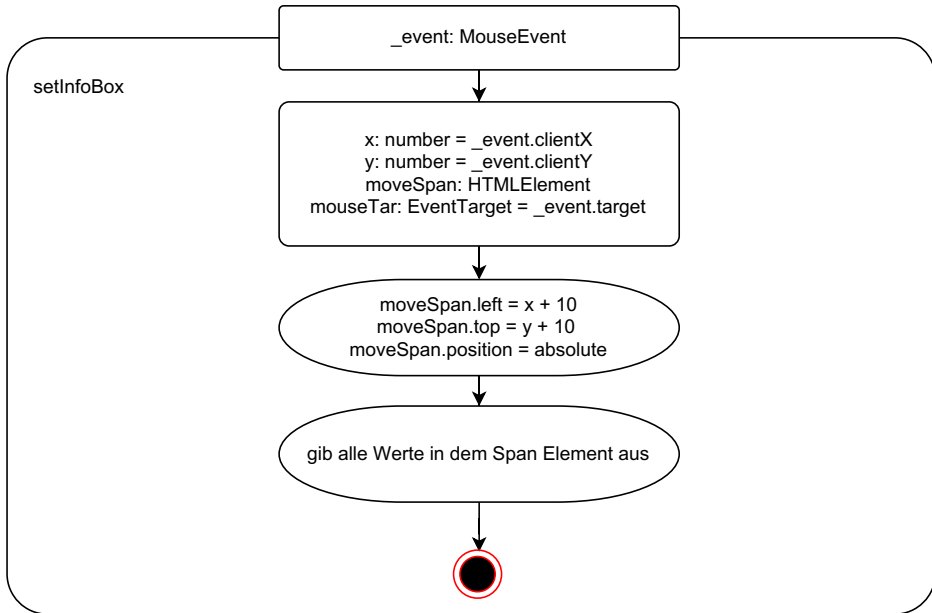 _event: MouseEvent
setInfoBox
x: number = _event.clientX
y: number = _event.clientY
moveSpan: HTMLElement
mouseTar: EventTarget = _event.target
moveSpan.left = x + 10
moveSpan.top = y + 10
moveSpan.position = absolute
gib alle Werte in dem Span Element aus